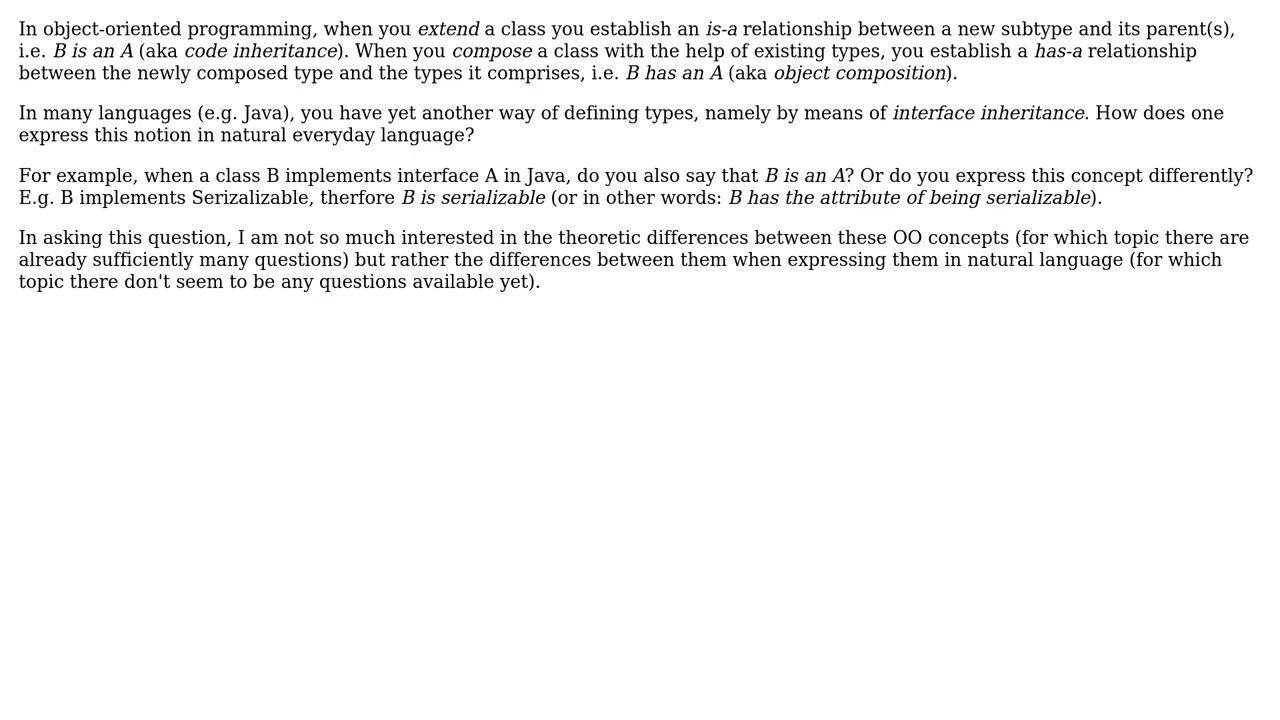 In object-oriented programming, when you extend a class you establish an is-a relationship between a new subtype and its parent(s),
i.e. B is an A (aka code inheritance). When you compose a class with the help of existing types, you establish a has-a relationship
between the newly composed type and the types it comprises, i.e. B has an A (aka object composition).
In many languages (e.g. Java), you have yet another way of defining types, namely by means of interface inheritance. How does one
express this notion in natural everyday language?
For example, when a class B implements interface A in Java, do you also say that B is an A? Or do you express this concept differently?
E.g. B implements Serizalizable, therfore B is serializable (or in other words: B has the attribute of being serializable).
In asking this question, I am not so much interested in the theoretic differences between these OO concepts (for which topic there are
already sufficiently many questions) but rather the differences between them when expressing them in natural language (for which
topic there don't seem to be any questions available yet).